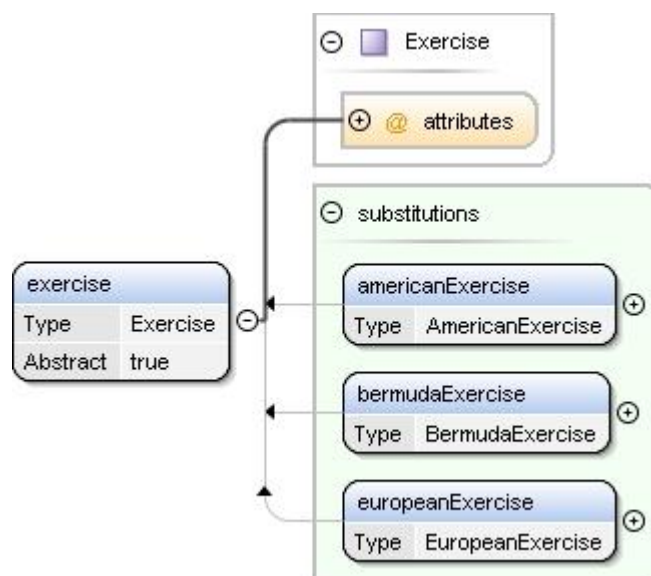 Exercise
@ attributes
substitutions
exercise
Type Exercise
Abstract true
americanExercise
Type AmericanExercise
bermudaExercise
Type BermudaExercise
europeanExercise
Type EuropeanExercise